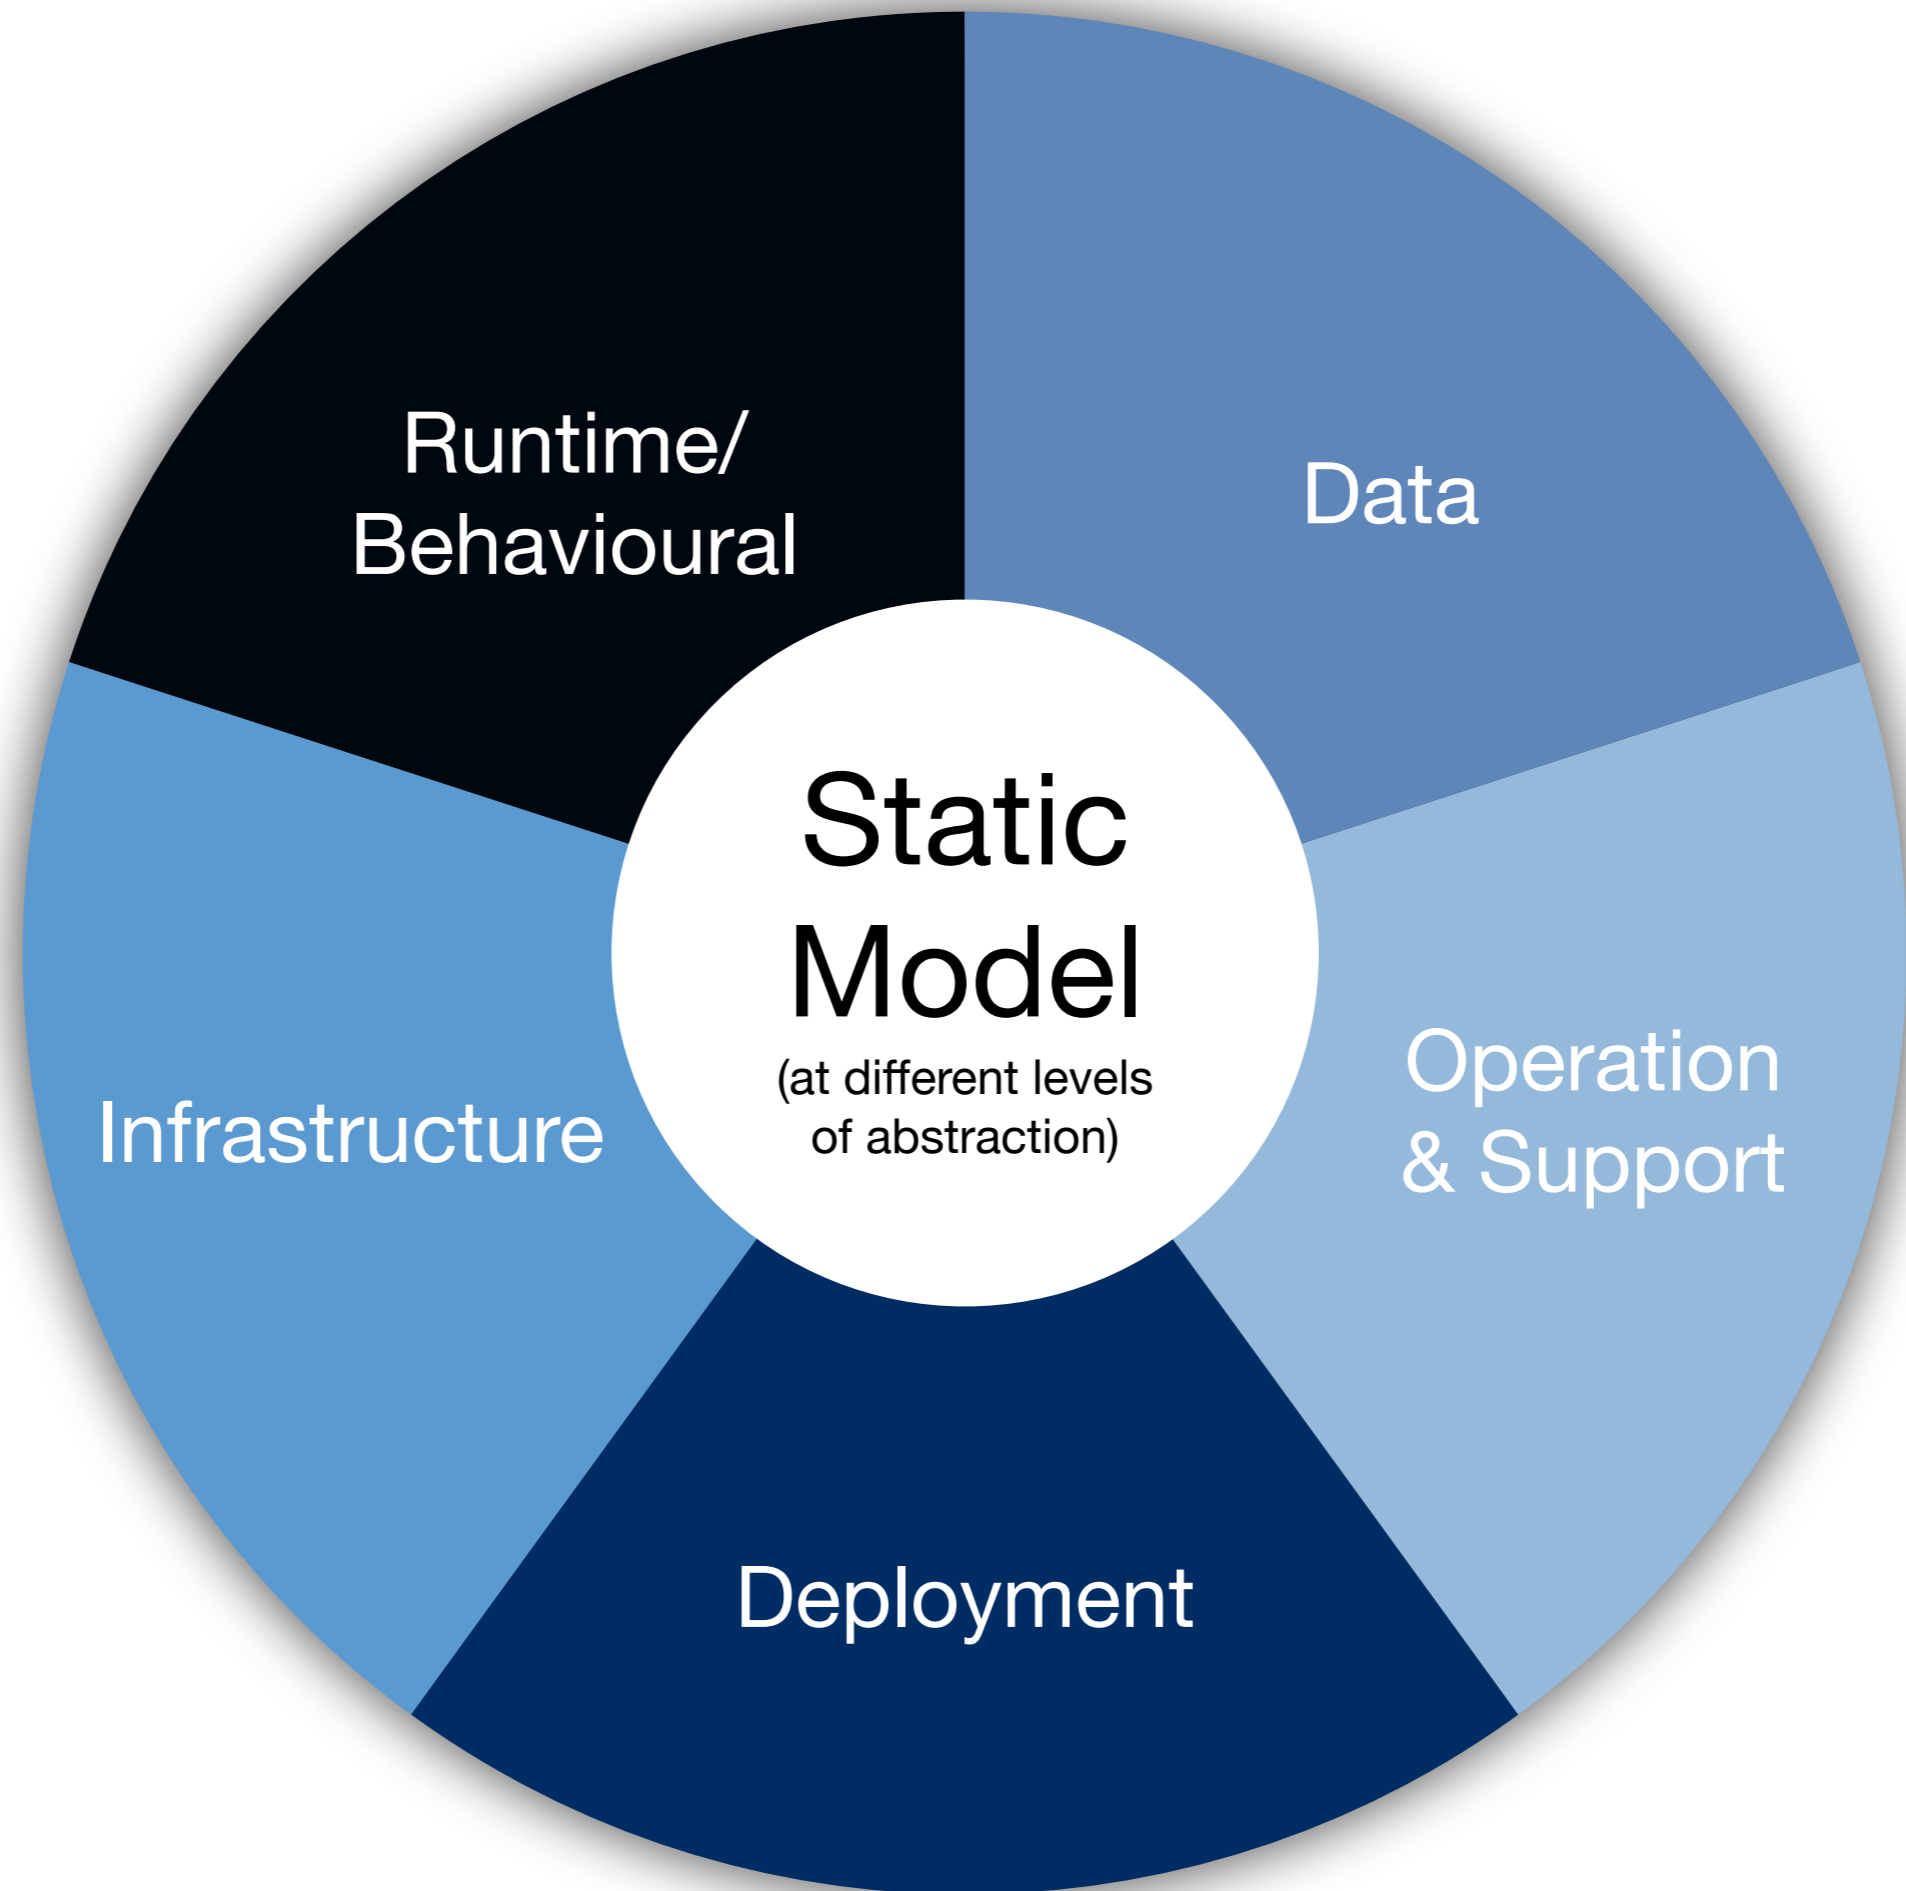 Runtime/
Behavioural
Data
Static
Model
(at different levels
of abstraction)
Operation
& Support
Infrastructure
Deployment